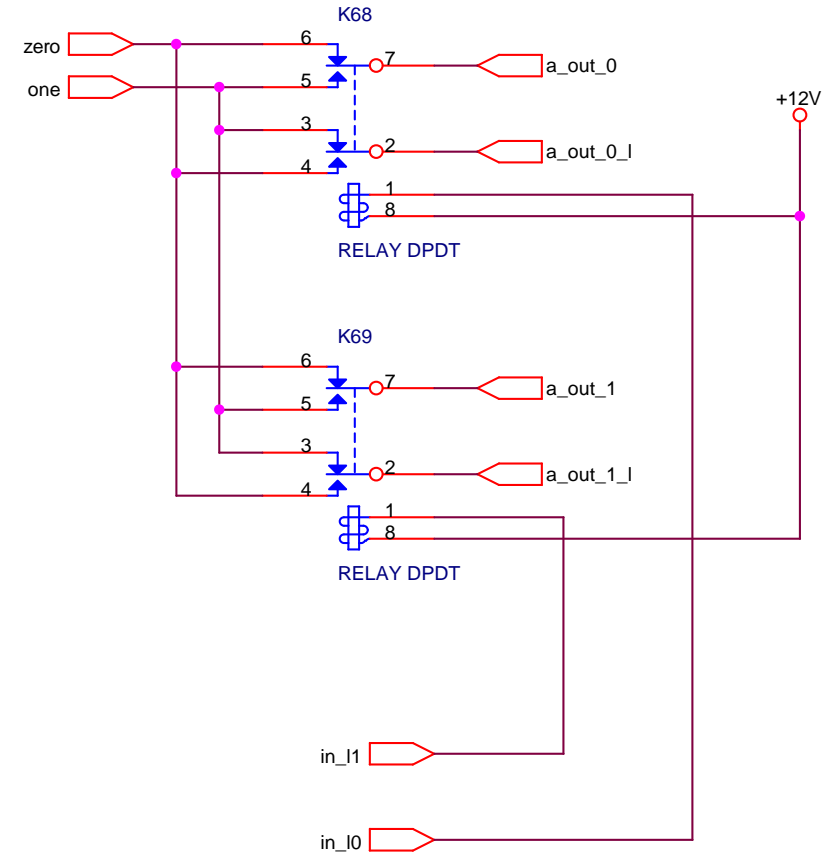 K68
zero
6
7
a_out_0
one
5
+12V
3
2
a_out_0_l
4
1
8
RELAY DPDT
K69
6
7
a_out_1
5
3
2
a_out_1_l
4
1
8
RELAY DPDT
in_l1
in_l0